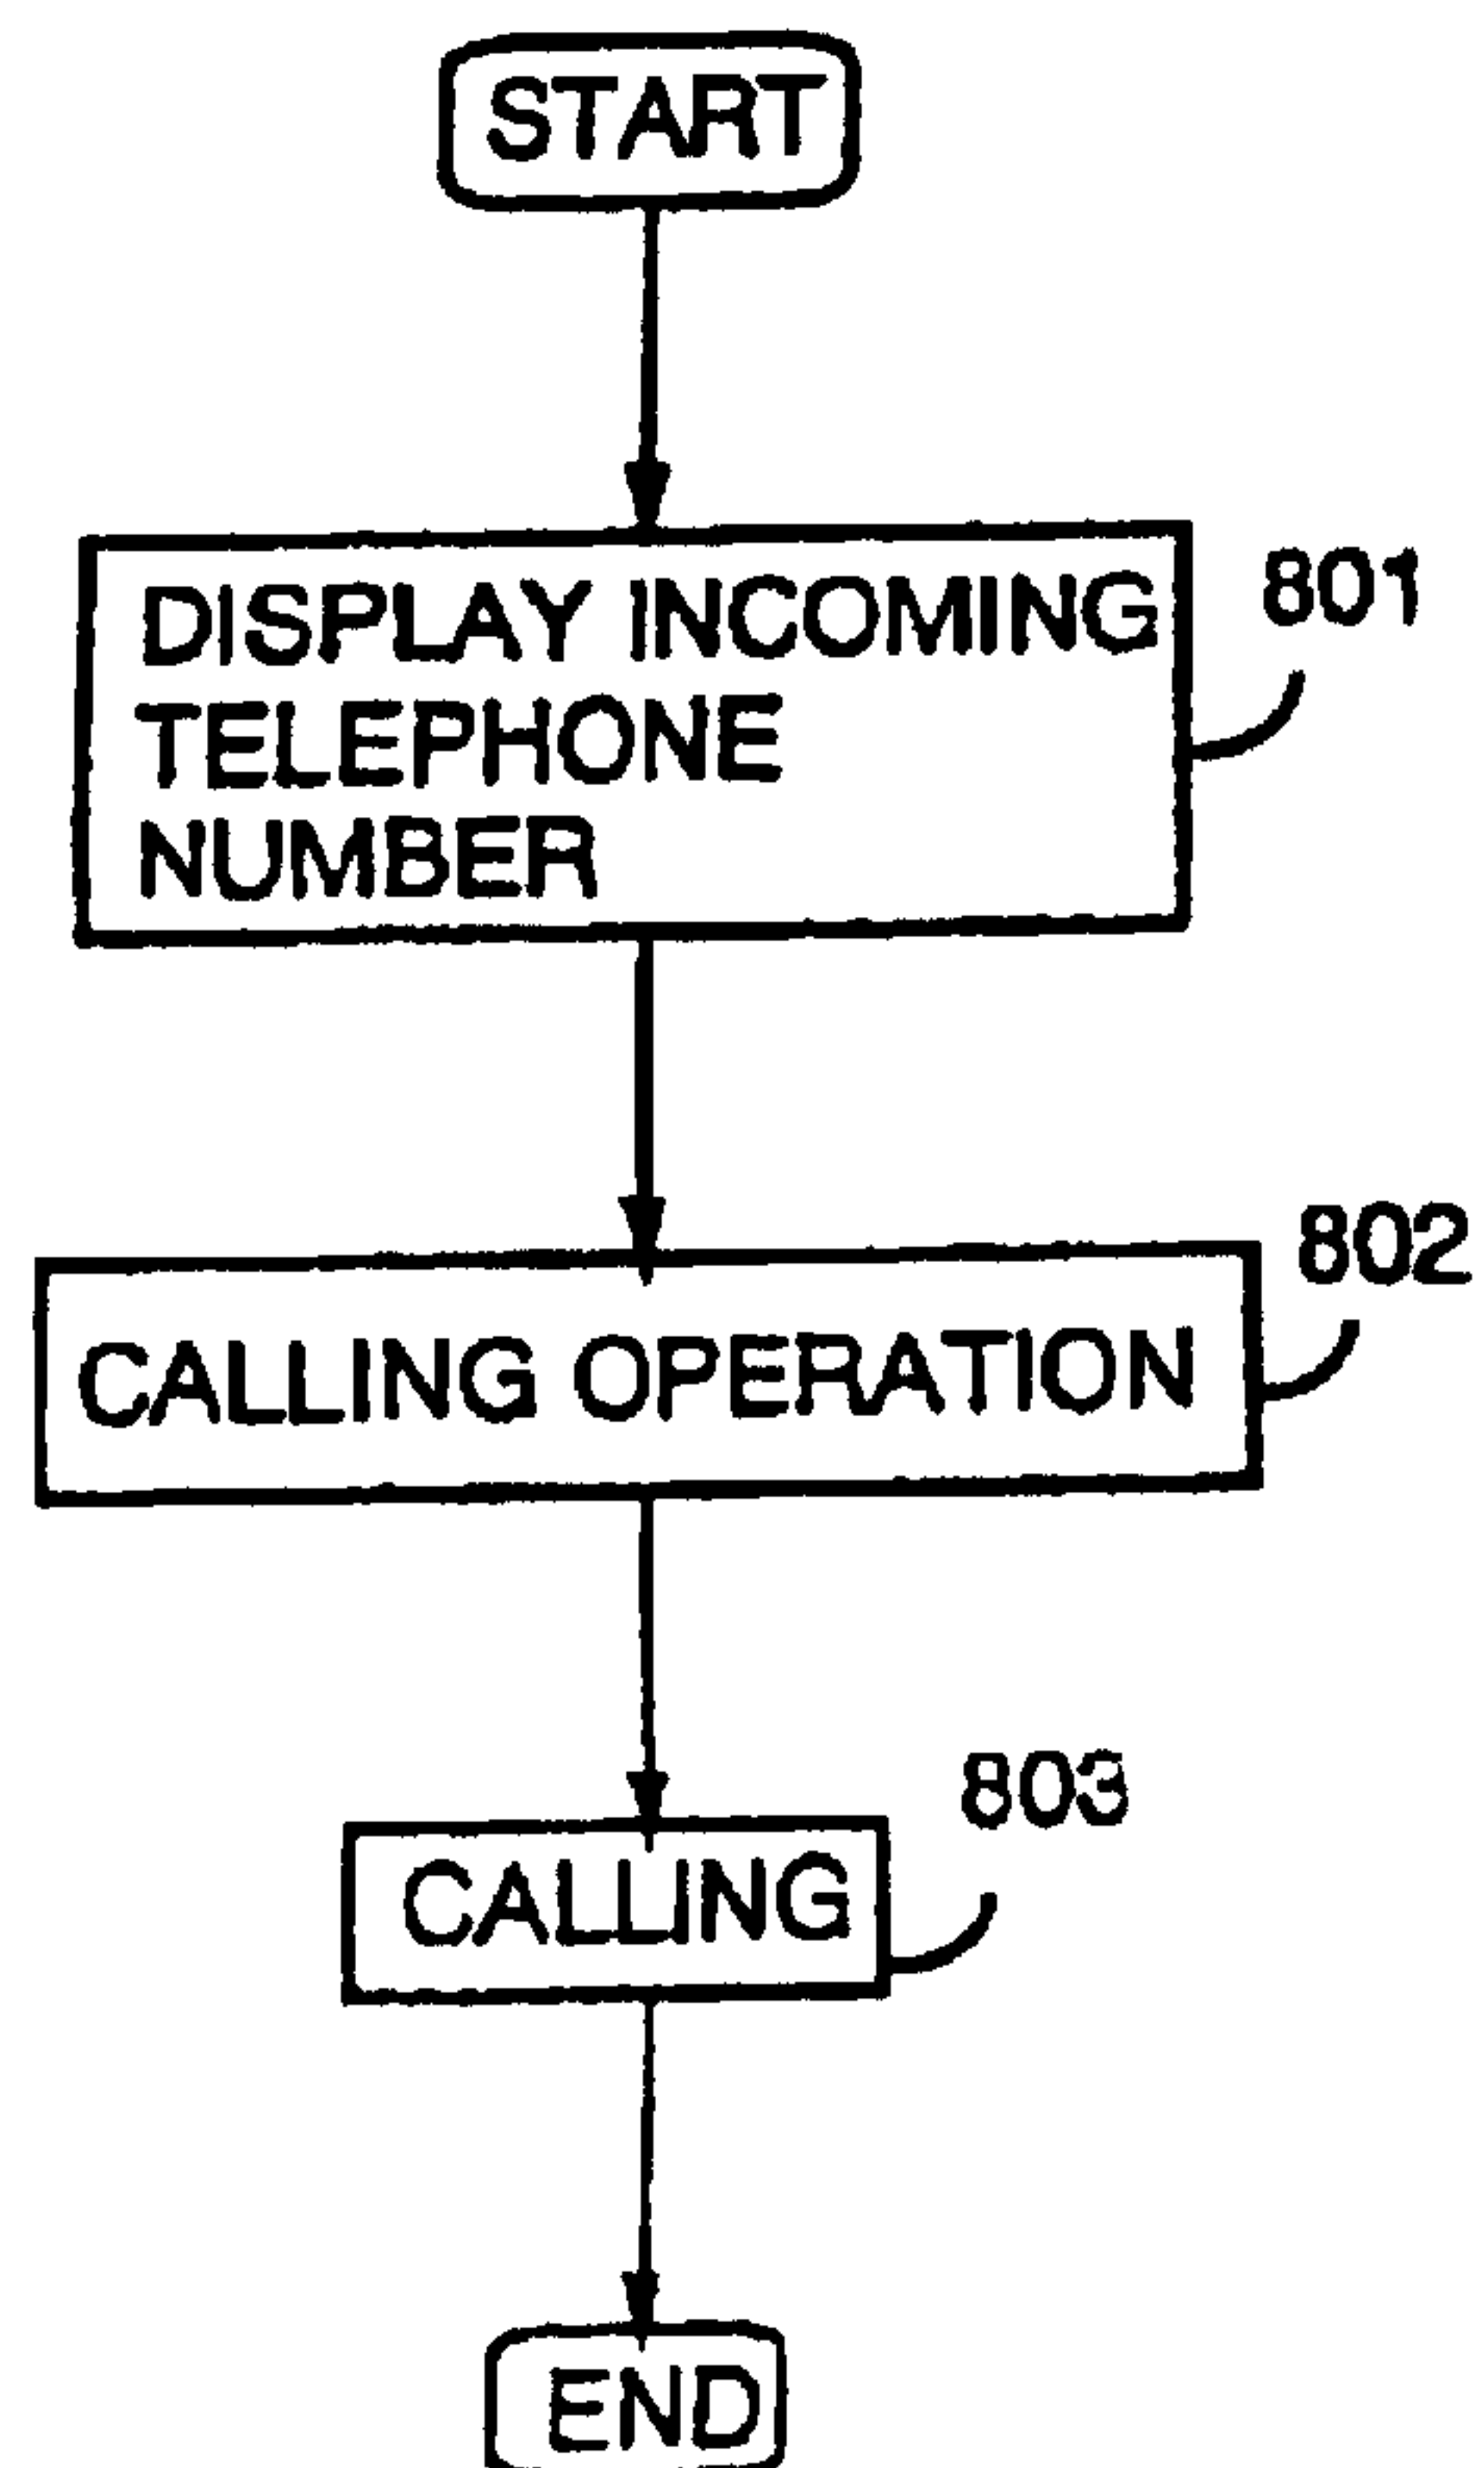 START
DISPLAY INCOMING
TELEPHONE
NUMBER
801
CALLING OPERATION
802
CALLING
803
END